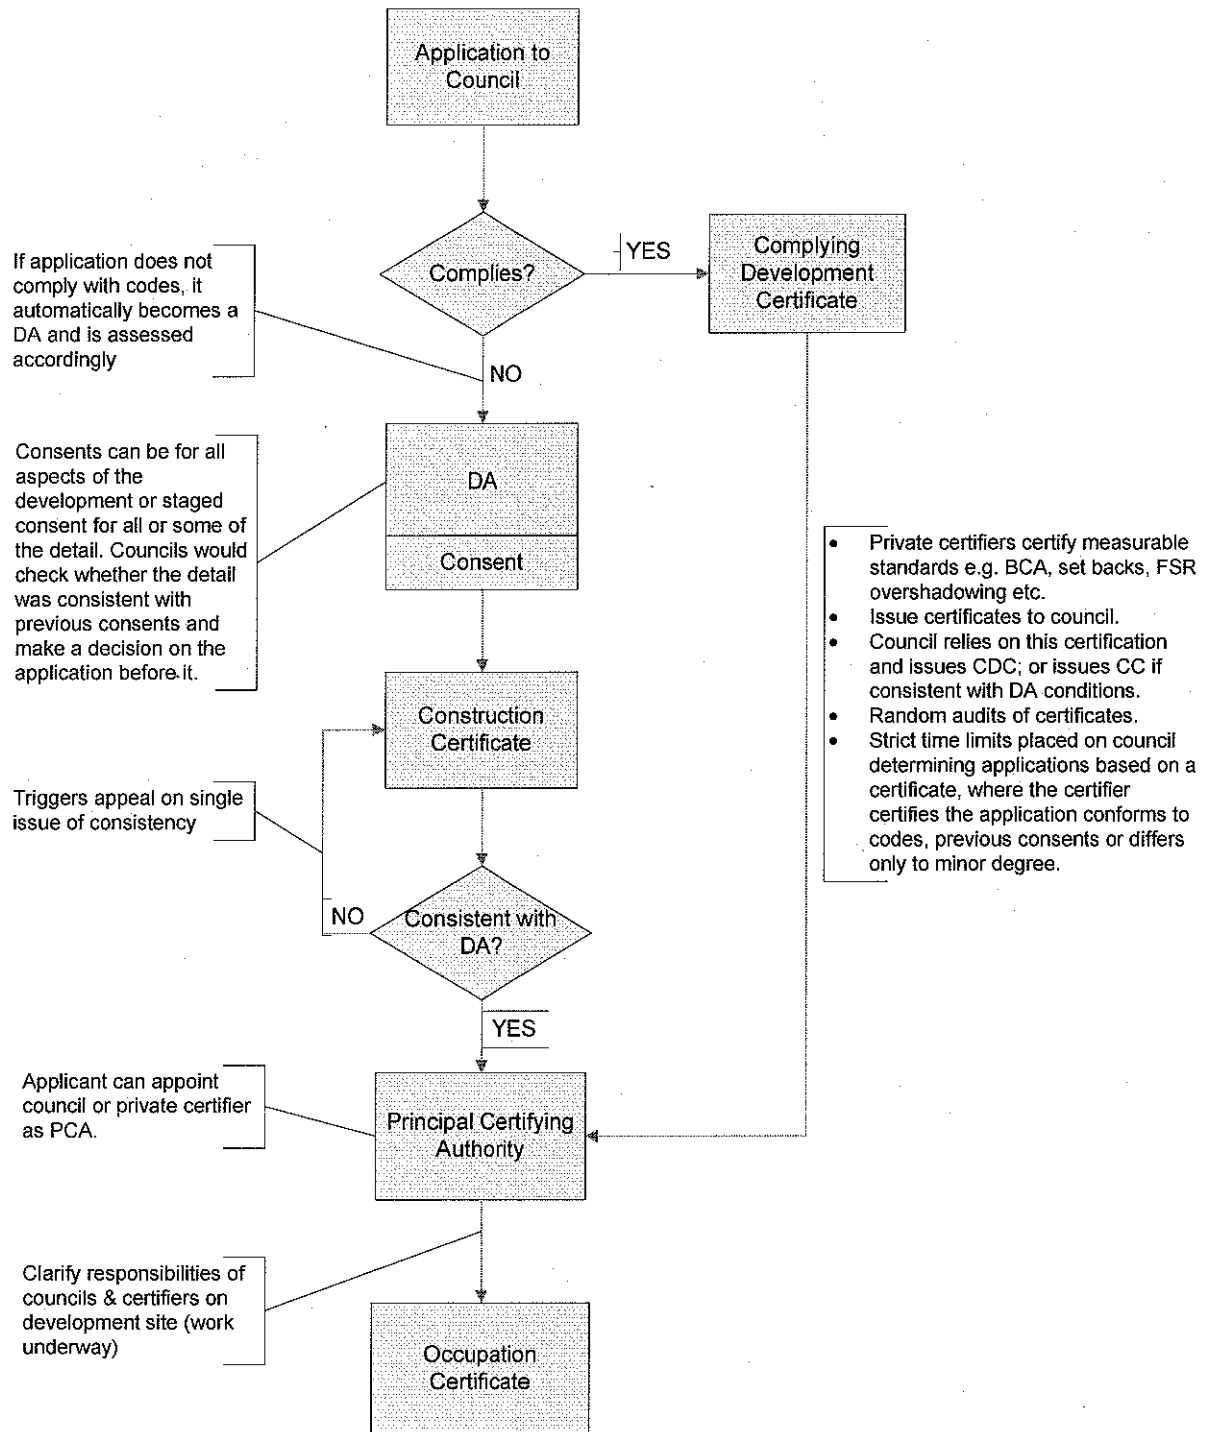 Application to
Council
Complies?
YES
Complying
Development
Certificate
If application does not
comply with codes, it
automatically becomes a
DA and is assessed
accordingly
NO
DA
Consent
Consents can be for all
aspects of the
development or staged
consent for all or some of
the detail. Councils would
check whether the detail
was consistent with
previous consents and
make a decision on the
application before it.
• Private certifiers certify measurable
standards e.g. BCA, set backs, FSR
overshadowing etc.
• Issue certificates to council.
• Council relies on this certification
and issues CDC; or issues CC if
consistent with DA conditions.
• Random audits of certificates.
• Strict time limits placed on council
determining applications based on a
certificate, where the certifier
certifies the application conforms to
codes, previous consents or differs
only to minor degree.
Construction
Certificate
Triggers appeal on single
issue of consistency
NO
Consistent with
DA?
YES
Applicant can appoint
council or private certifier
as PCA.
Principal Certifying
Authority
Clarify responsibilities of
councils & certifiers on
development site (work
underway)
Occupation
Certificate